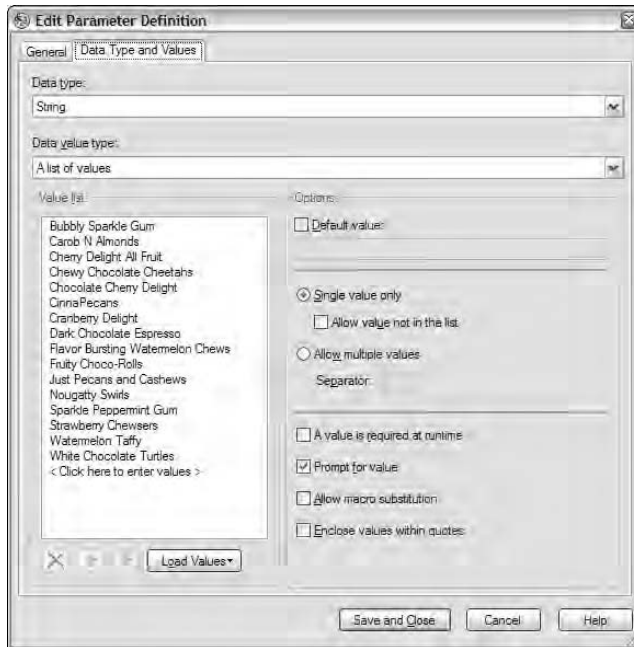 Edit Parameter Definition
General
Data Type and Values
Data type:
String
Data value type:
A list of values
Value list
Bubbly Sparkle Gum
Carob N Almonds
Cherry Delight All Fruit
Chewy Chocolate Cheetahs
Chocolate Cherry Delight
CinnaPecans
Cranberry Delight
Dark Chocolate Espresso
Flavor Bursting Watermelon Chews
Fruity Choco-Rolls
Just Pecans and Cashews
Nougatty Swirls
Sparkle Peppermint Gum
Strawberry Chewsers
Watermelon Taffy
White Chocolate Turtles
< Click here to enter values >
Load Values
Options
Default value:
Single value only
Allow value not in the list
Allow multiple values
Separator:
A value is required at runtime
Prompt for value
Allow macro substitution
Enclose values within quotes
Save and Close
Cancel
Help